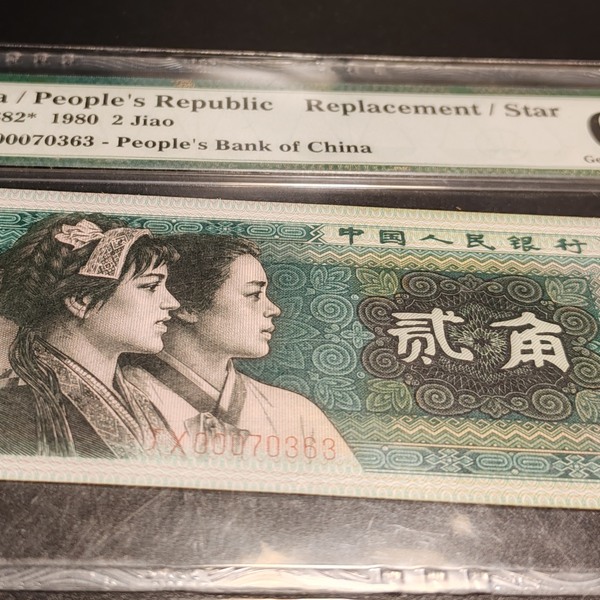 a / People's Republic Replacement / Star
882* 1980 2 Jiao
00070363 - People's Bank of China
中国人民银行
贰角
JX00070363